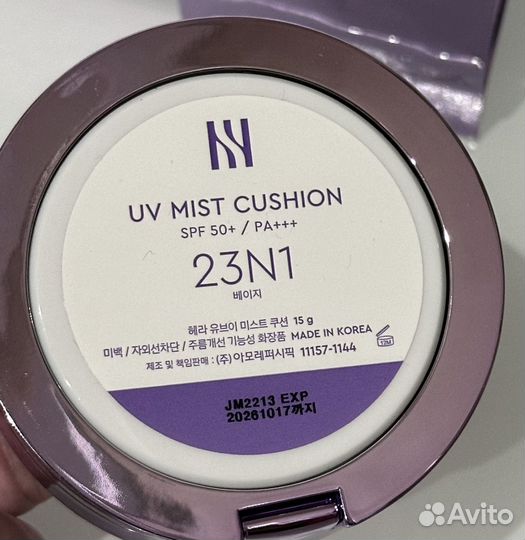 UV MIST CUSHION
SPF 50+ / PA+++
23N1
베이지
헤라 유브이 미스트 쿠션 15 g
미백 / 자외선차단 / 주름개선 기능성 화장품 MADE IN KOREA 12M
제조 및 책임판매 : (주)아모레퍼시픽 11157-1144
JM2213 EXP
20261017까지
Avito